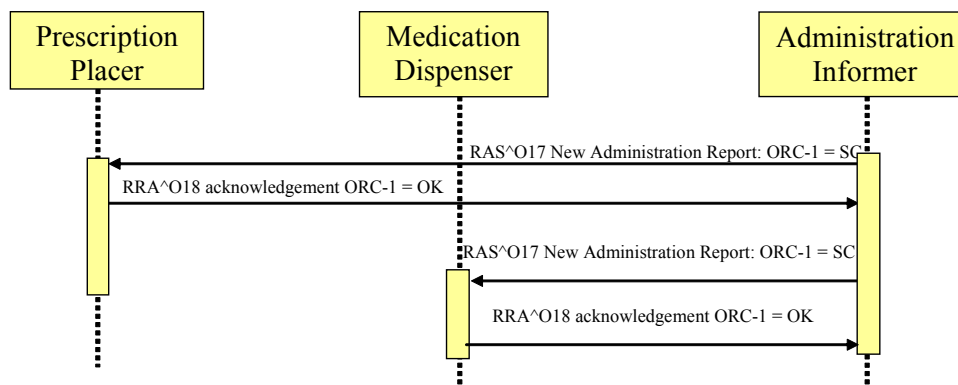 Prescription
Placer
Medication
Dispenser
Administration
Informer
RAS^O17 New Administration Report: ORC-1 = SC
RRA^O18 acknowledgement ORC-1 = OK
RAS^O17 New Administration Report: ORC-1 = SC
RRA^O18 acknowledgement ORC-1 = OK